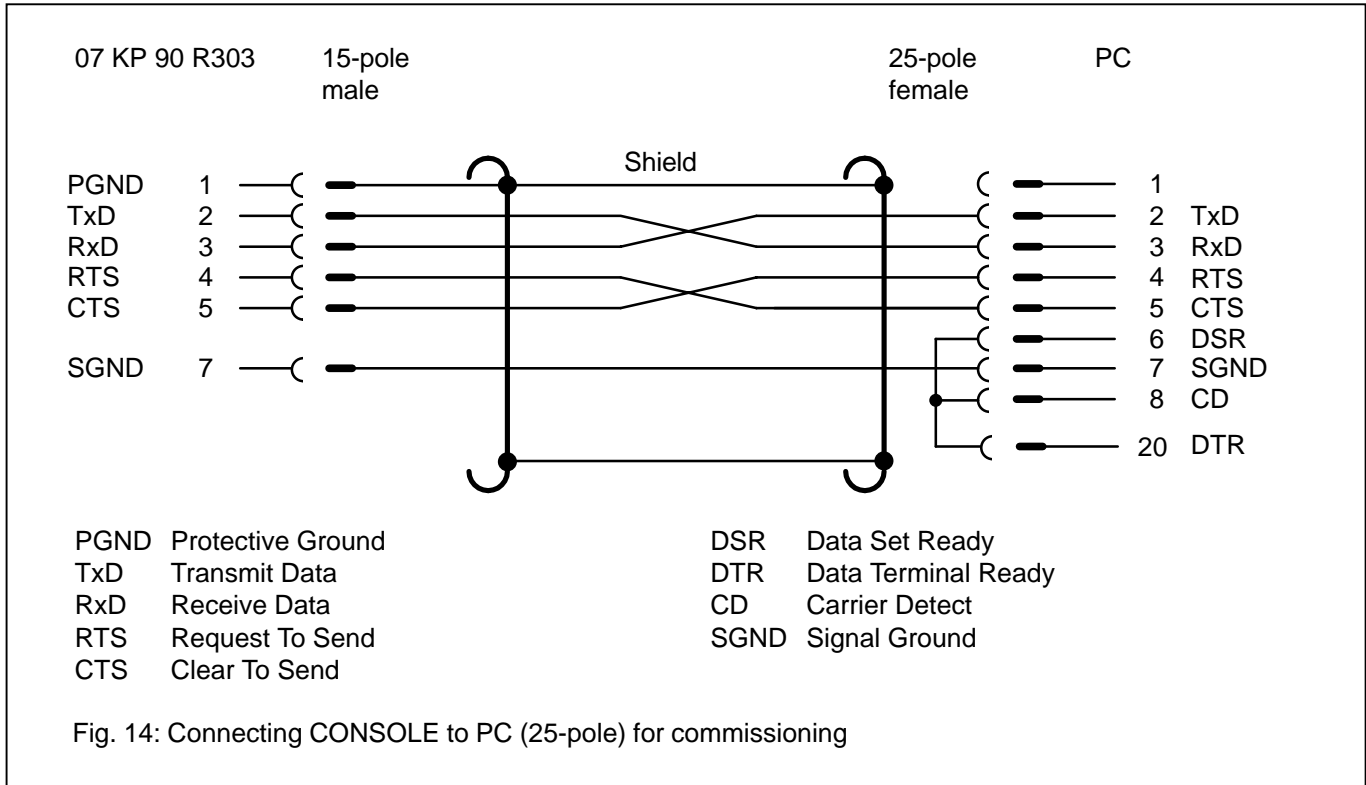 07 KP 90 R303 15-pole male 25-pole female PC
Shield
PGND 1 1
TxD 2 2 TxD
RxD 3 3 RxD
RTS 4 4 RTS
CTS 5 5 CTS
6 DSR
SGND 7 7 SGND
8 CD
20 DTR
PGND Protective Ground DSR Data Set Ready
TxD Transmit Data DTR Data Terminal Ready
RxD Receive Data CD Carrier Detect
RTS Request To Send SGND Signal Ground
CTS Clear To Send
Fig. 14: Connecting CONSOLE to PC (25-pole) for commissioning